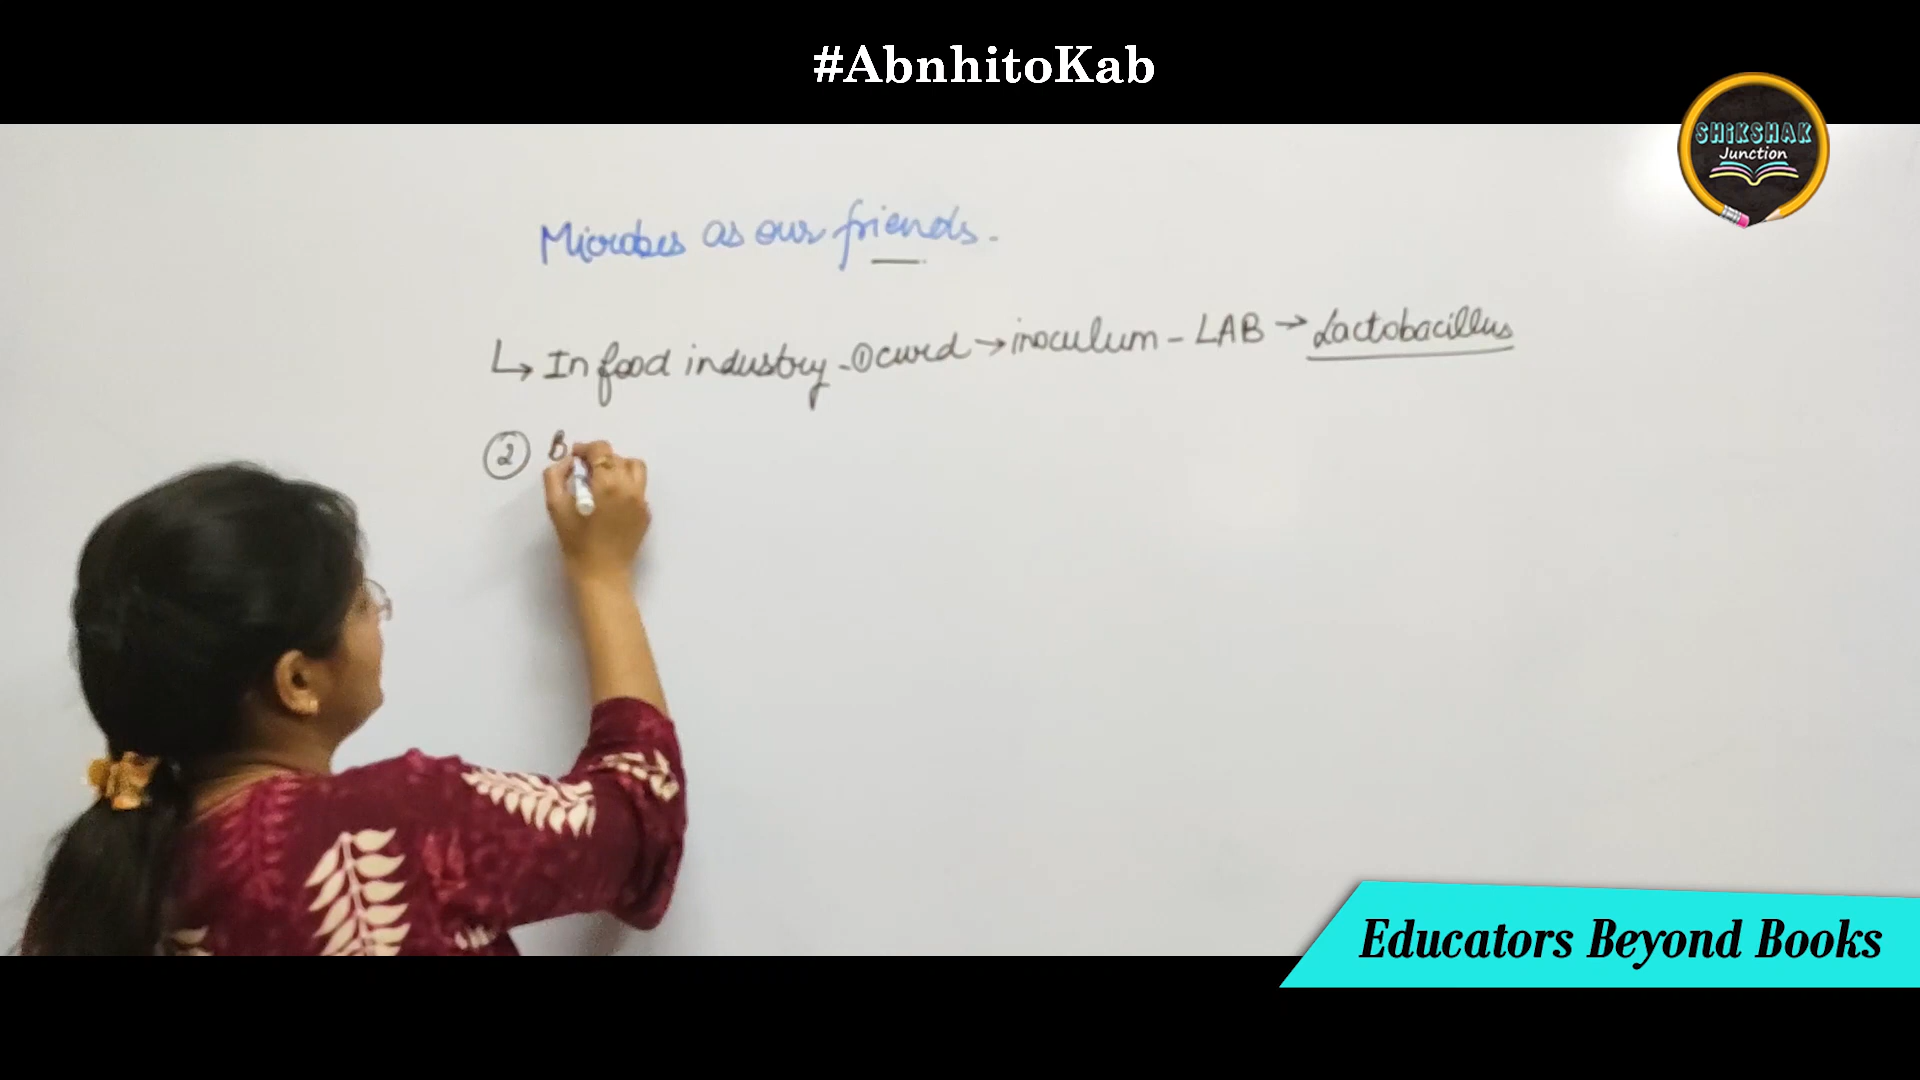 #AbnhitoKab
SHiKSHAK
Junction
Microbes as our friends.
↳ In food industry - ① curd → inoculum - LAB → Lactobacillus
② B
Educators Beyond Books